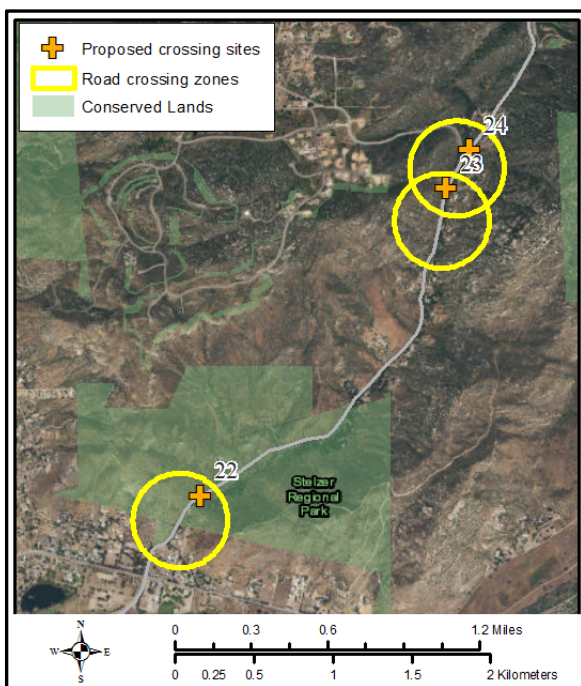 Proposed crossing sites
Road crossing zones
Conserved Lands
24
23
22
Stelzer
Regional
Park
N
W E
S
0 0.3 0.6 1.2 Miles
0 0.25 0.5 1 1.5 2 Kilometers